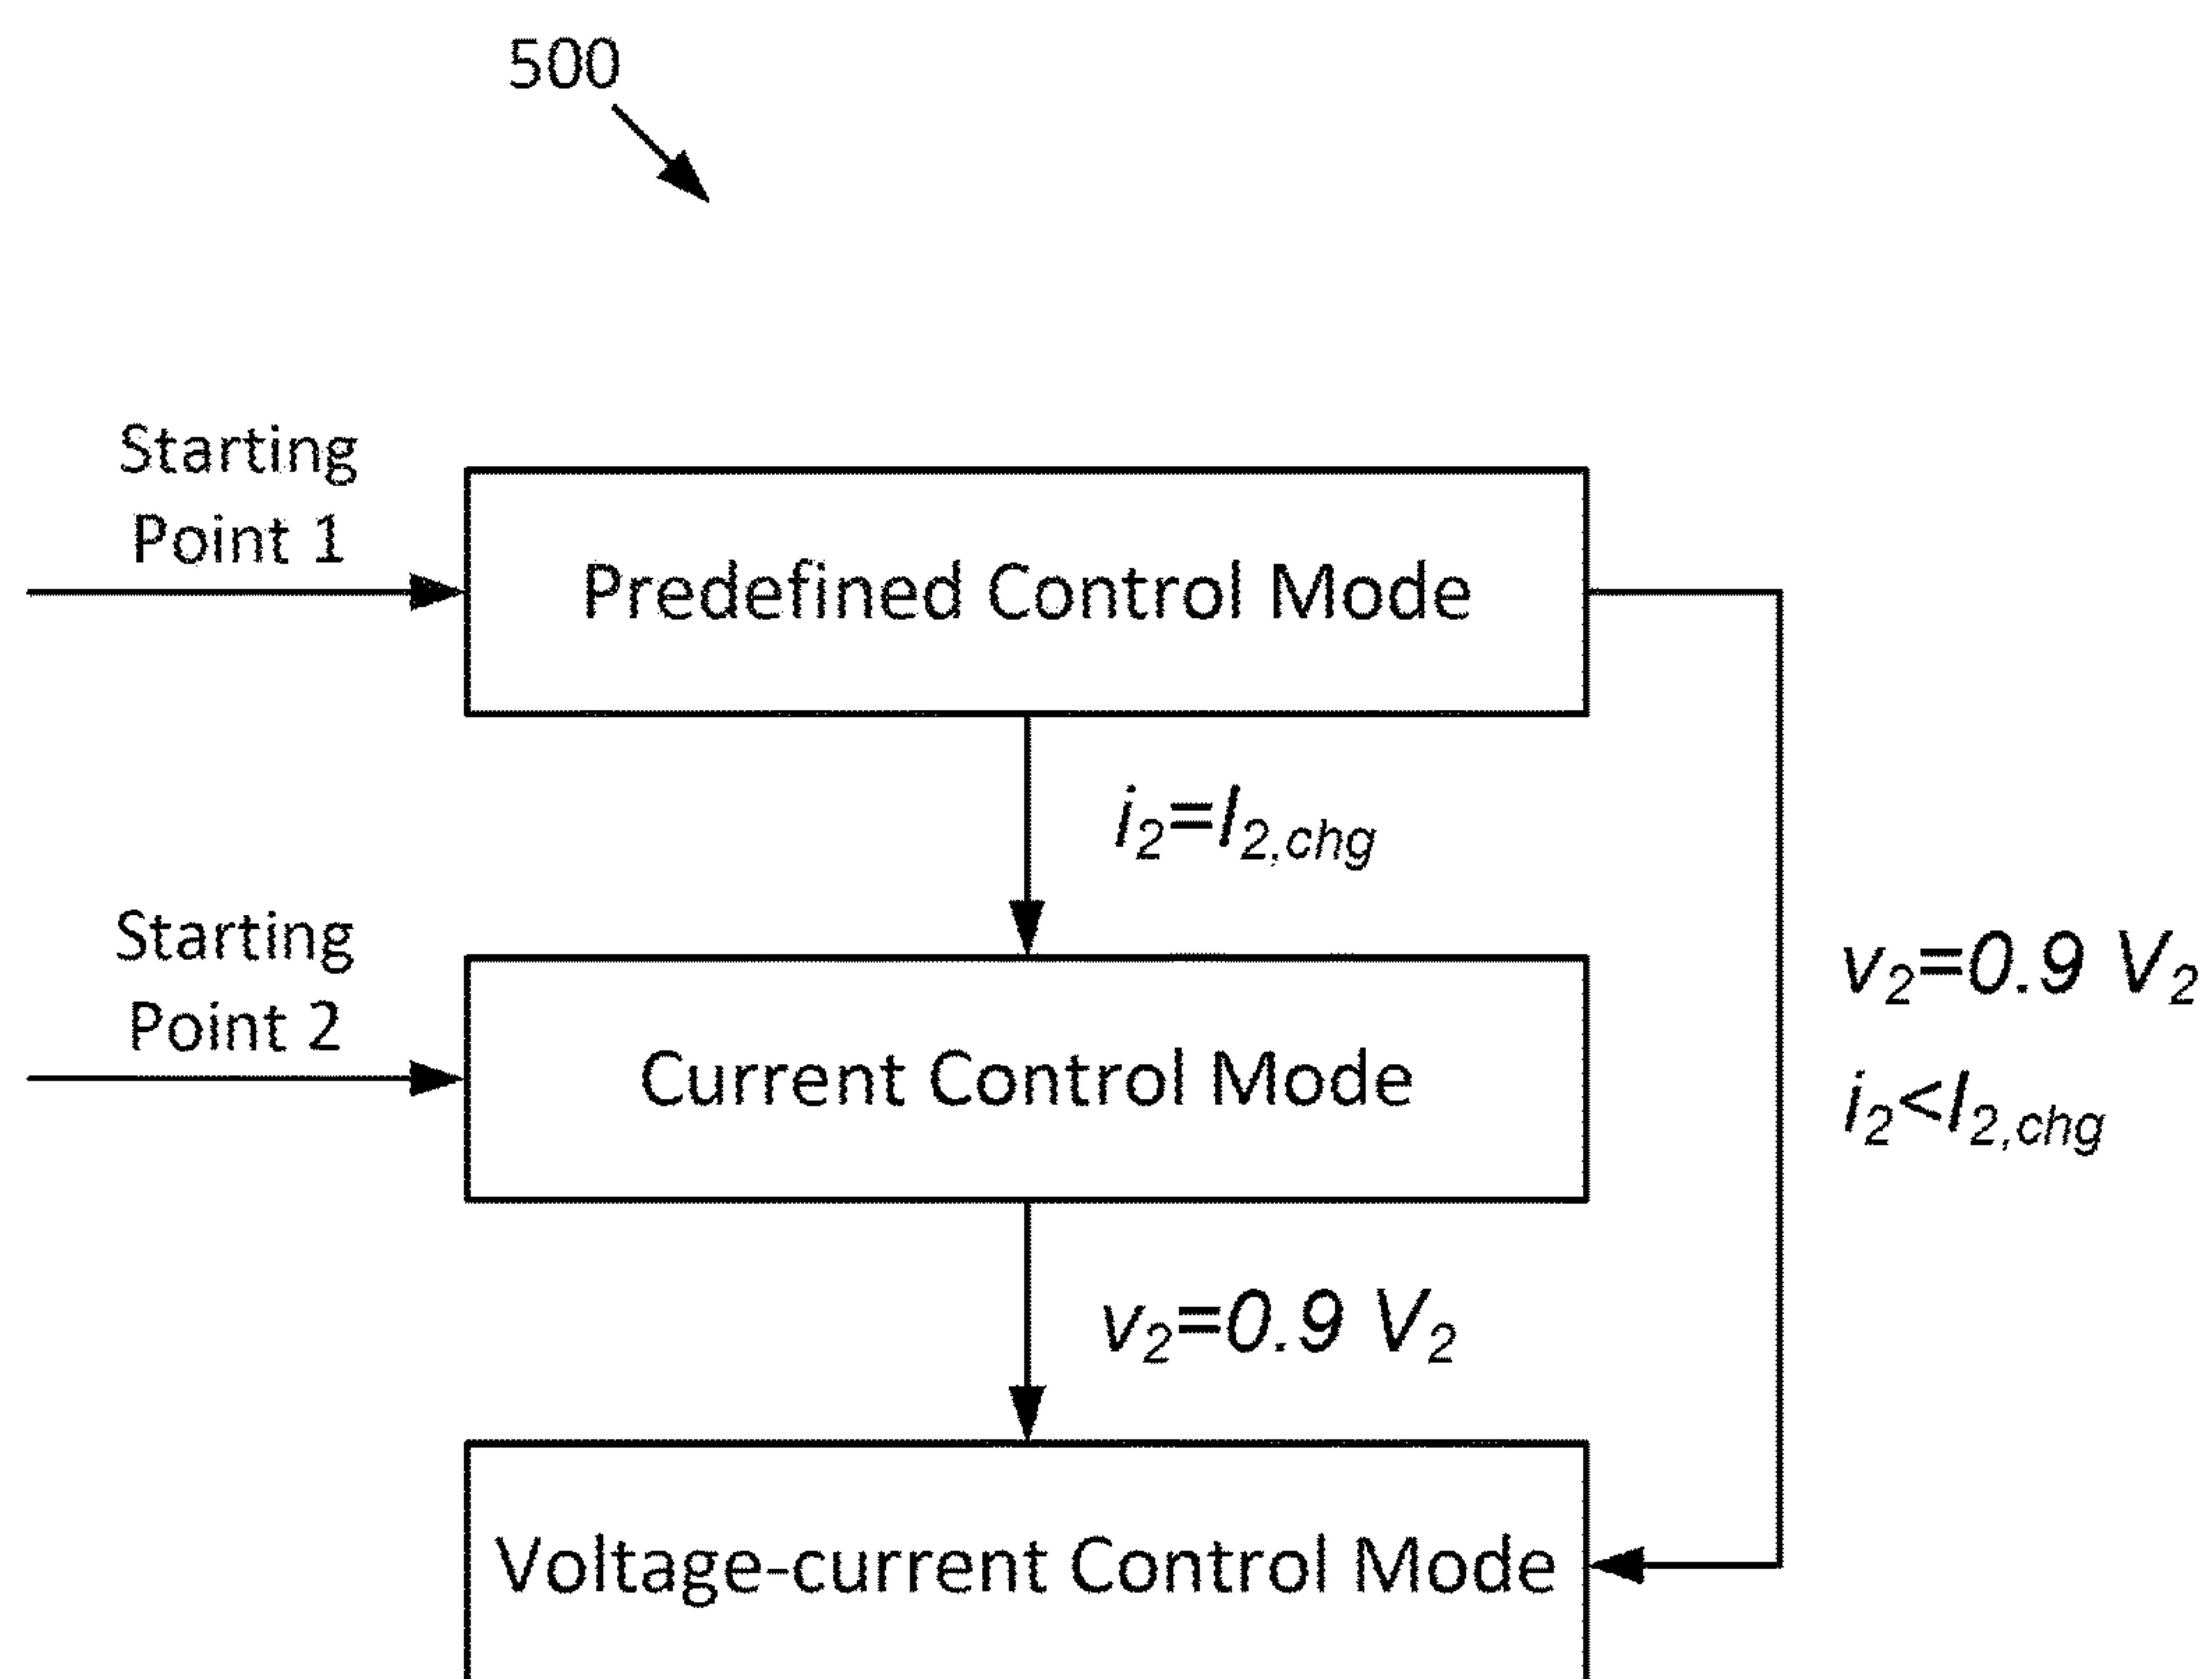 500
Starting
Point 1
Predefined Control Mode
i2=I2,chg
Starting
Point 2
Current Control Mode
v2=0.9 V2
i2<I2,chg
v2=0.9 V2
Voltage-current Control Mode